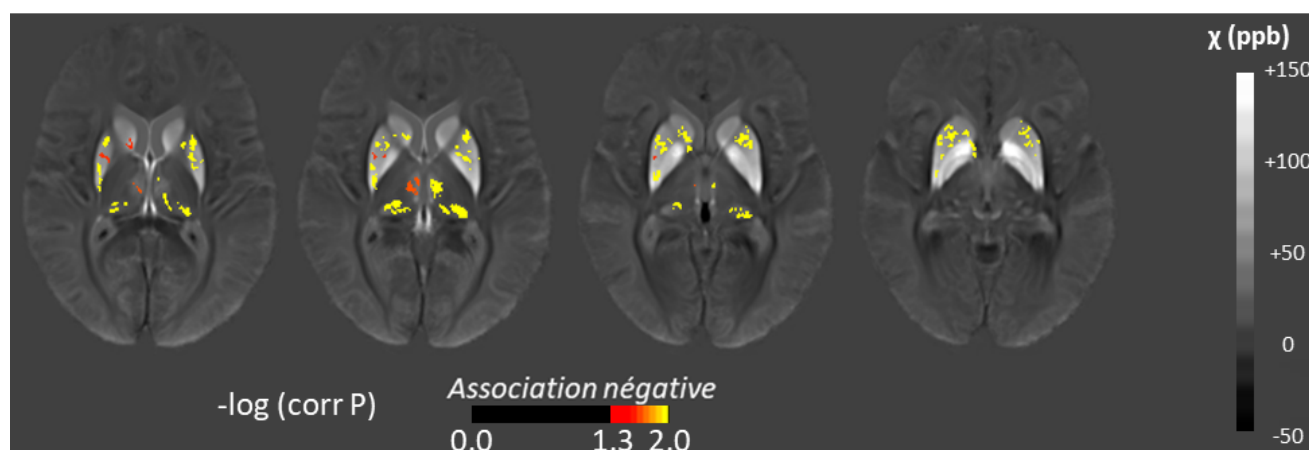 χ (ppb)
+150
+100
+50
0
-50
Association négative
-log (corr P)
0.0 1.3 2.0